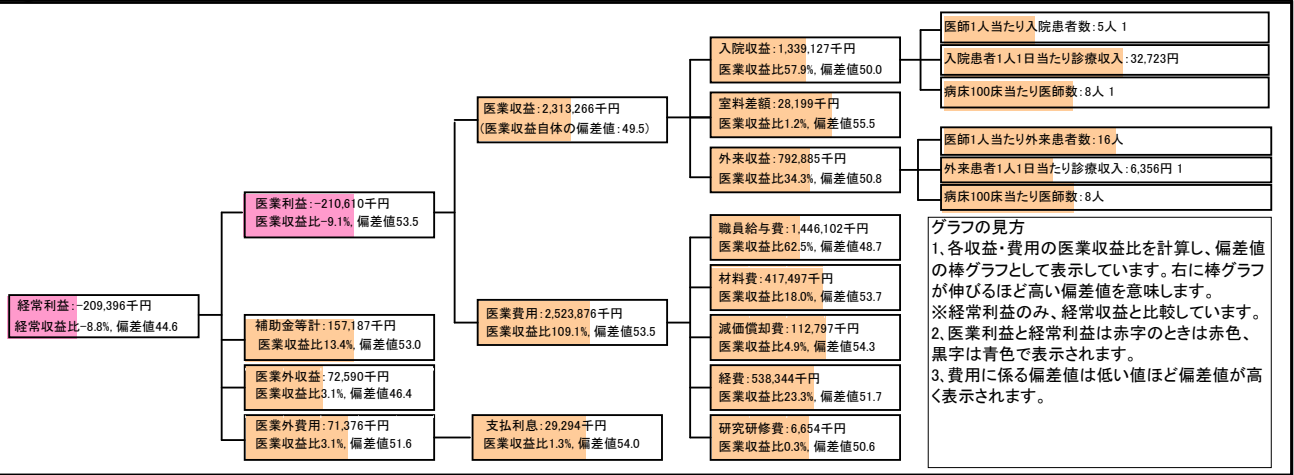 経常利益:-209,396千円
経常収益比-8.8%, 偏差値44.6
医業利益:-210,610千円
医業収益比-9.1%, 偏差値53.5
補助金等計:157,187千円
医業収益比13.4%, 偏差値53.0
医業外収益:72,590千円
医業収益比3.1%, 偏差値46.4
医業外費用:71,376千円
医業収益比3.1%, 偏差値51.6
医業収益:2,313,266千円
(医業収益自体の偏差値:49.5)
医業費用:2,523,876千円
医業収益比109.1%, 偏差値53.5
支払利息:29,294千円
医業収益比1.3%, 偏差値54.0
入院収益:1,339,127千円
医業収益比57.9%, 偏差値50.0
室料差額:28,199千円
医業収益比1.2%, 偏差値55.5
外来収益:792,885千円
医業収益比34.3%, 偏差値50.8
職員給与費:1,446,102千円
医業収益比62.5%, 偏差値48.7
材料費:417,497千円
医業収益比18.0%, 偏差値53.7
減価償却費:112,797千円
医業収益比4.9%, 偏差値54.3
経費:538,344千円
医業収益比23.3%, 偏差値51.7
研究研修費:6,654千円
医業収益比0.3%, 偏差値50.6
医師1人当たり入院患者数:5人 1
入院患者1人1日当たり診療収入:32,723円
病床100床当たり医師数:8人 1
医師1人当たり外来患者数:16人
外来患者1人1日当たり診療収入:6,356円 1
病床100床当たり医師数:8人
グラフの見方
1、各収益・費用の医業収益比を計算し、偏差値
の棒グラフとして表示しています。右に棒グラフ
が伸びるほど高い偏差値を意味します。
※経常利益のみ、経常収益と比較しています。
2、医業利益と経常利益は赤字のときは赤色、
黒字は青色で表示されます。
3、費用に係る偏差値は低い値ほど偏差値が高
く表示されます。